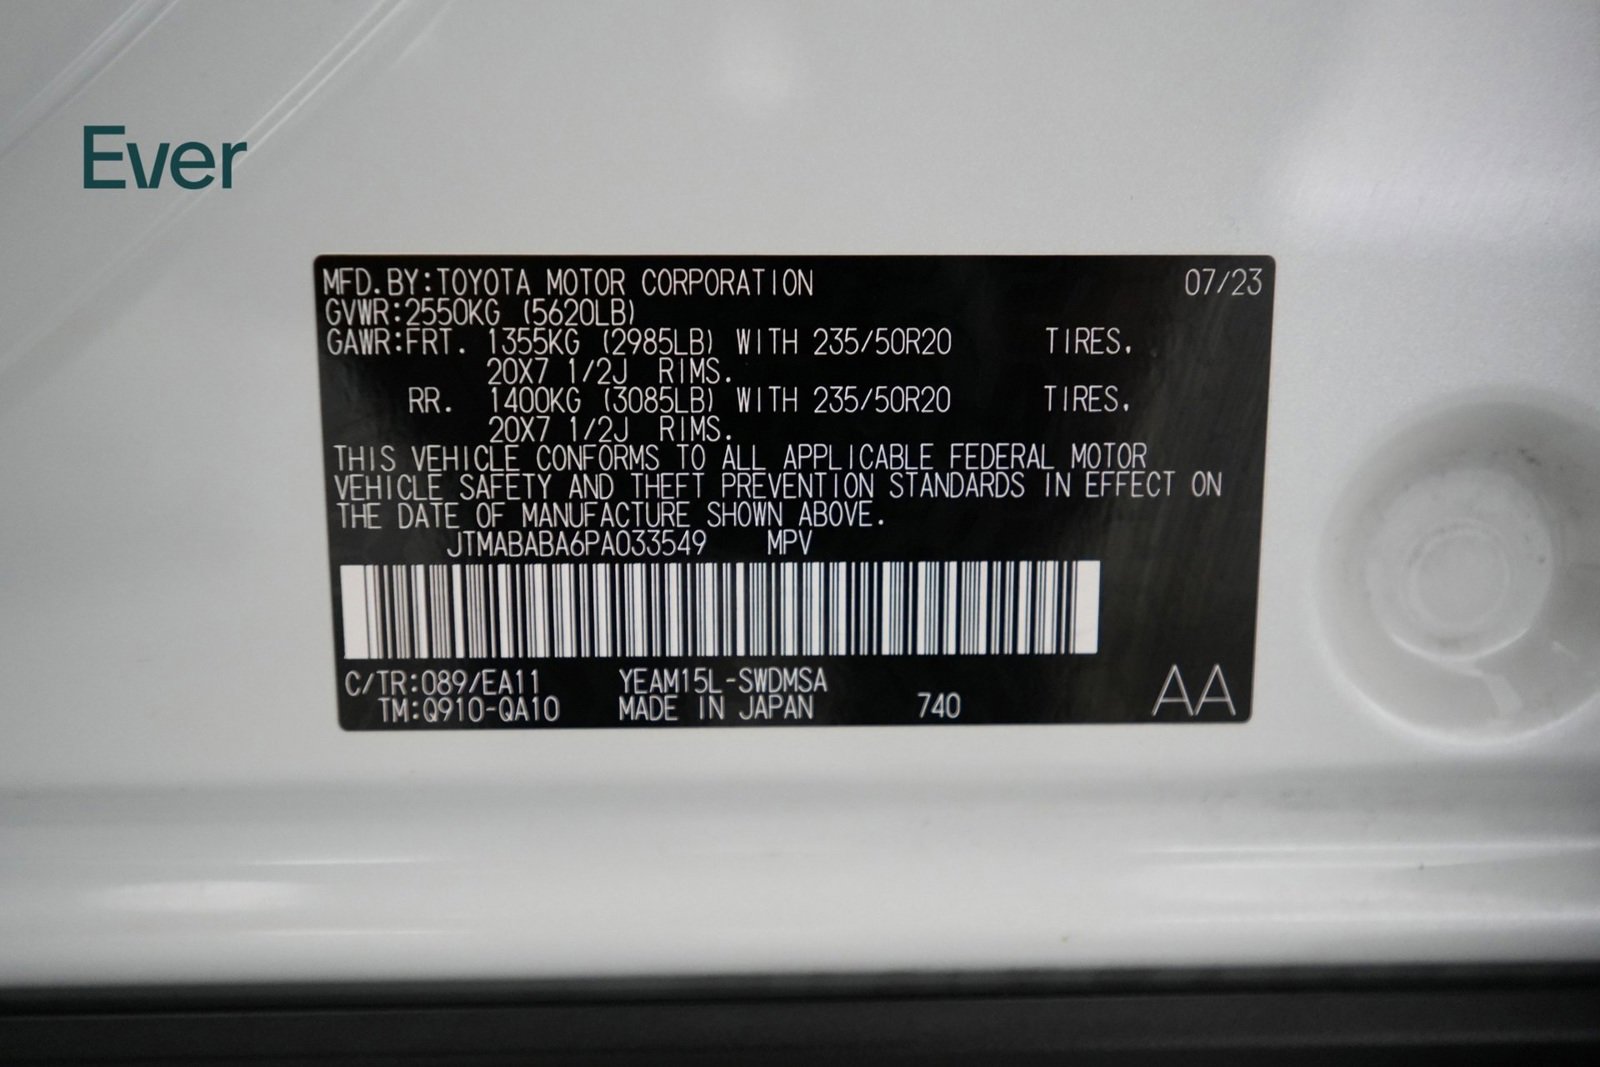 Ever
MFD.BY:TOYOTA MOTOR CORPORATION 07/23
GVWR:2550KG (5620LB)
GAWR:FRT. 1355KG (2985LB) WITH 235/50R20 TIRES.
20X7 1/2J RIMS.
RR. 1400KG (3085LB) WITH 235/50R20 TIRES.
20X7 1/2J RIMS.
THIS VEHICLE CONFORMS TO ALL APPLICABLE FEDERAL MOTOR
VEHICLE SAFETY AND THEFT PREVENTION STANDARDS IN EFFECT ON
THE DATE OF MANUFACTURE SHOWN ABOVE.
JTMABABA6PA033549 MPV
C/TR:089/EA11 YEAM15L-SWDMSA
TM:Q910-QA10 MADE IN JAPAN 740 AA